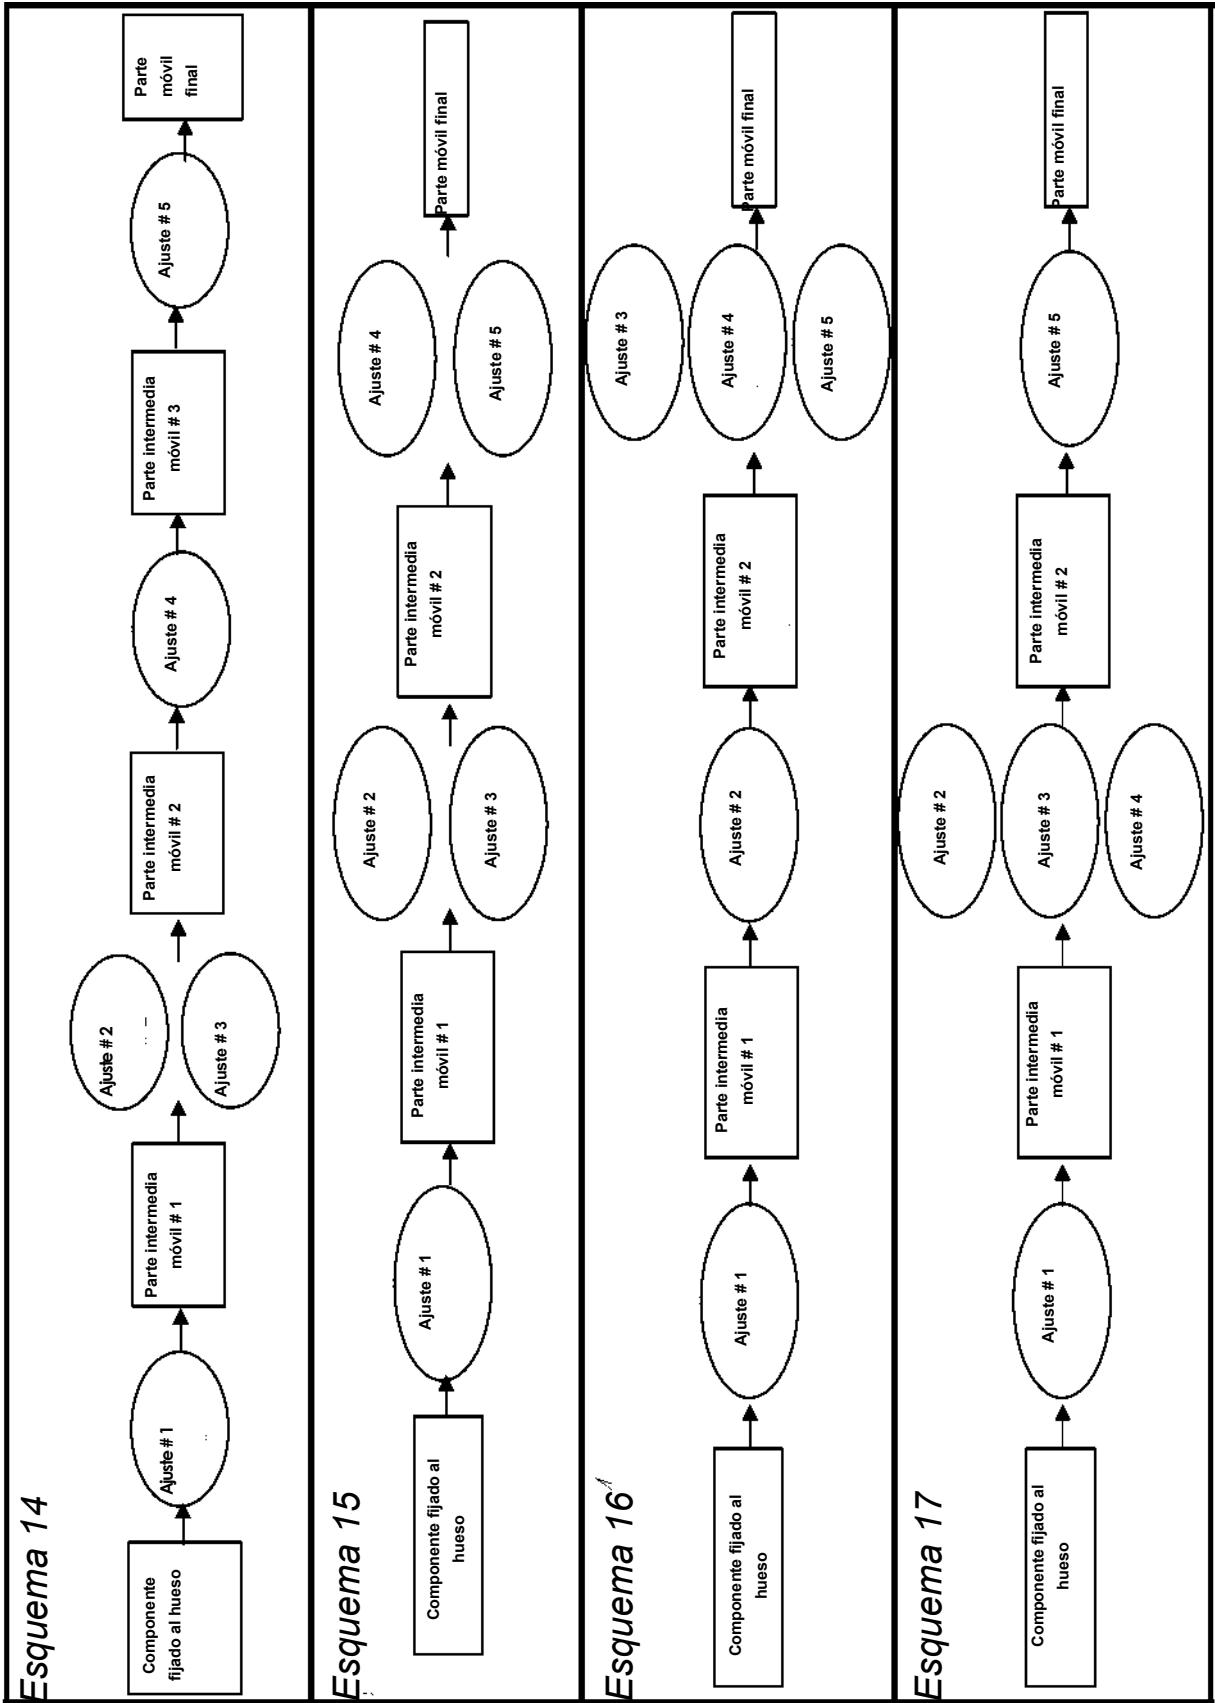 Esquema 14
Componente
fijado al hueso
Ajuste # 1
Parte intermedia
móvil # 1
Ajuste # 2
Ajuste # 3
Parte intermedia
móvil # 2
Ajuste # 4
Parte intermedia
móvil # 3
Ajuste # 5
Parte
móvil
final
Esquema 15
Componente fijado al
hueso
Ajuste # 1
Parte intermedia
móvil # 1
Ajuste # 2
Ajuste # 3
Parte intermedia
móvil # 2
Ajuste # 4
Ajuste # 5
Parte móvil final
Esquema 16
Componente fijado al
hueso
Ajuste # 1
Parte intermedia
móvil # 1
Ajuste # 2
Parte intermedia
móvil # 2
Ajuste # 3
Ajuste # 4
Ajuste # 5
Parte móvil final
Esquema 17
Componente fijado al
hueso
Ajuste # 1
Parte intermedia
móvil # 1
Ajuste # 2
Ajuste # 3
Ajuste # 4
Parte intermedia
móvil # 2
Ajuste # 5
Parte móvil final